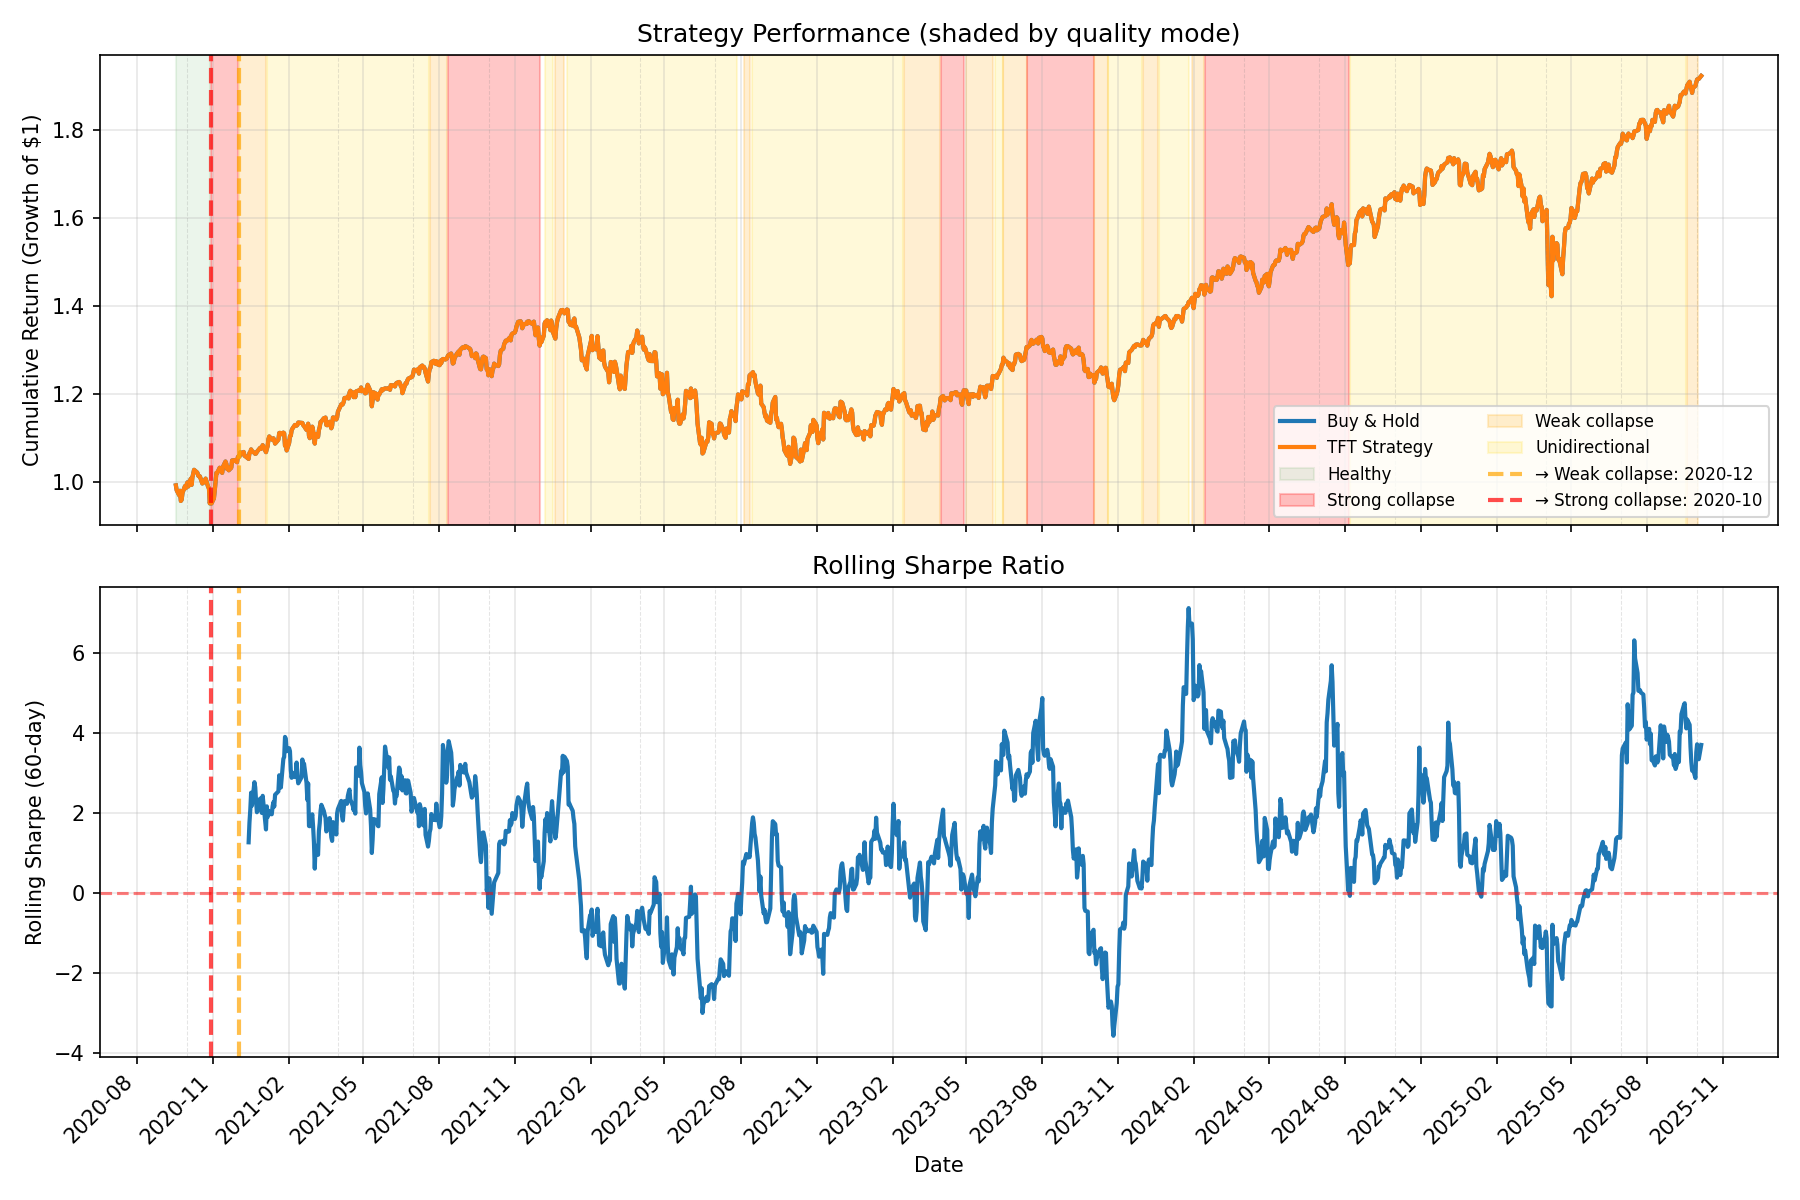 Strategy Performance (shaded by quality mode)
Cumulative Return (Growth of $1)
1.8
1.6
1.4
1.2
1.0
Buy & Hold
TFT Strategy
Healthy
Strong collapse
Weak collapse
Unidirectional
→ Weak collapse: 2020-12
→ Strong collapse: 2020-10
Rolling Sharpe Ratio
Rolling Sharpe (60-day)
6
4
2
0
−2
−4
2020-08
2020-11
2021-02
2021-05
2021-08
2021-11
2022-02
2022-05
2022-08
2022-11
2023-02
2023-05
2023-08
2023-11
2024-02
2024-05
2024-08
2024-11
2025-02
2025-05
2025-08
2025-11
Date